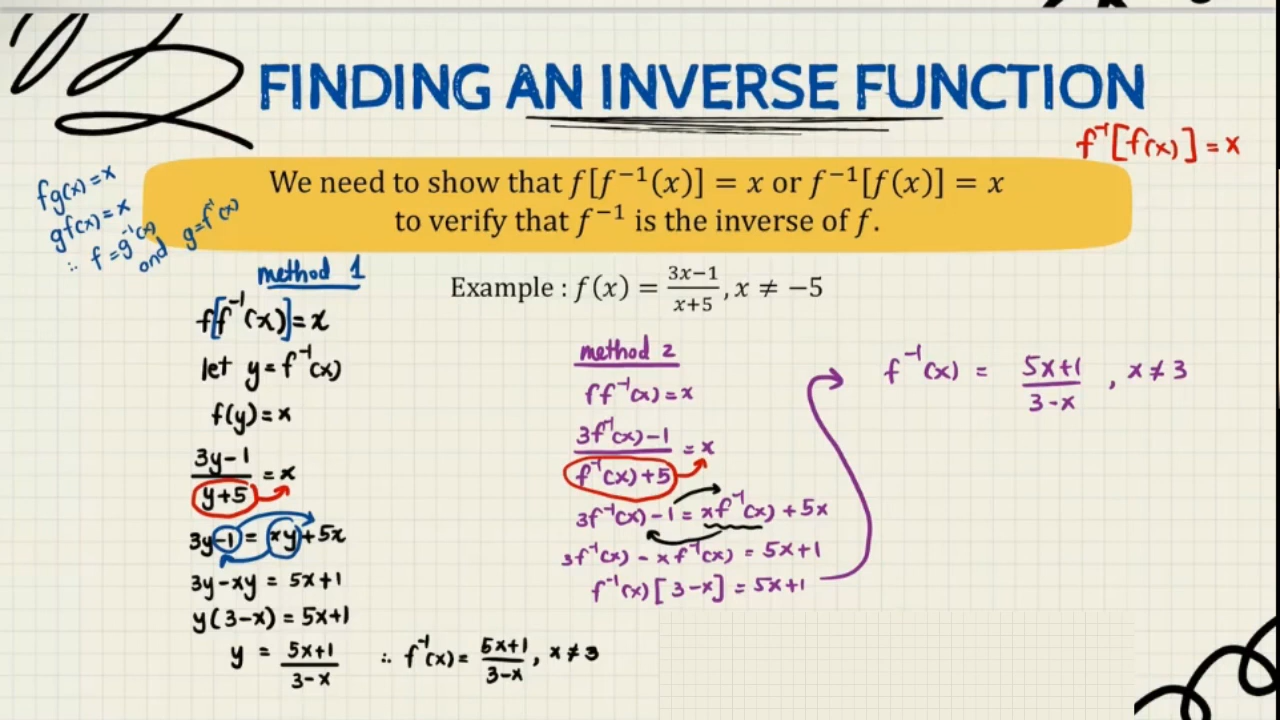 FINDING AN INVERSE FUNCTION
f⁻¹[f(x)] = x
We need to show that f[f⁻¹(x)] = x or f⁻¹[f(x)] = x
to verify that f⁻¹ is the inverse of f.
fg(x) = x
gf(x) = x
∴ f = g⁻¹(x)
and g = f⁻¹(x)
Example : f(x) = (3x−1)/(x+5), x ≠ −5
method 1
f[f⁻¹(x)] = x
let y = f⁻¹(x)
f(y) = x
(3y−1)/(y+5) = x
3y−1 = xy+5x
3y−xy = 5x+1
y(3−x) = 5x+1
y = (5x+1)/(3−x)
∴ f⁻¹(x) = (5x+1)/(3−x), x ≠ 3
method 2
ff⁻¹(x) = x
(3f⁻¹(x)−1)/(f⁻¹(x)+5) = x
3f⁻¹(x)−1 = xf⁻¹(x)+5x
3f⁻¹(x) − xf⁻¹(x) = 5x+1
f⁻¹(x)[3−x] = 5x+1
f⁻¹(x) = (5x+1)/(3−x), x ≠ 3